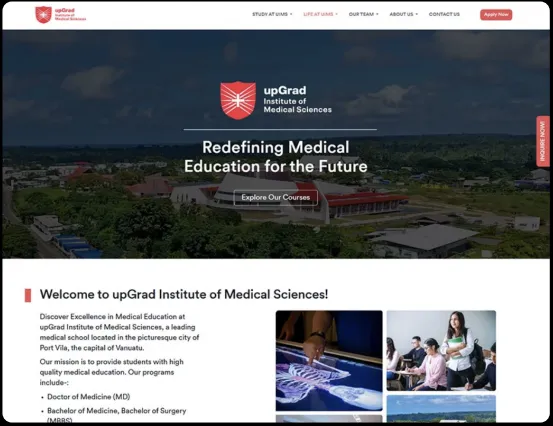 upGrad
Institute of
Medical Sciences
STUDY AT UIMS
LIFE AT UIMS
OUR TEAM
ABOUT US
CONTACT US
Apply Now
upGrad
Institute of
Medical Sciences
INQUIRE NOW!
Redefining Medical
Education for the Future
Explore Our Courses
Welcome to upGrad Institute of Medical Sciences!
Discover Excellence in Medical Education at
upGrad Institute of Medical Sciences, a leading
medical school located in the picturesque city of
Port Vila, the capital of Vanuatu.
Our mission is to provide students with high
quality medical education. Our programs
include-:
• Doctor of Medicine (MD)
• Bachelor of Medicine, Bachelor of Surgery
(MBBS)